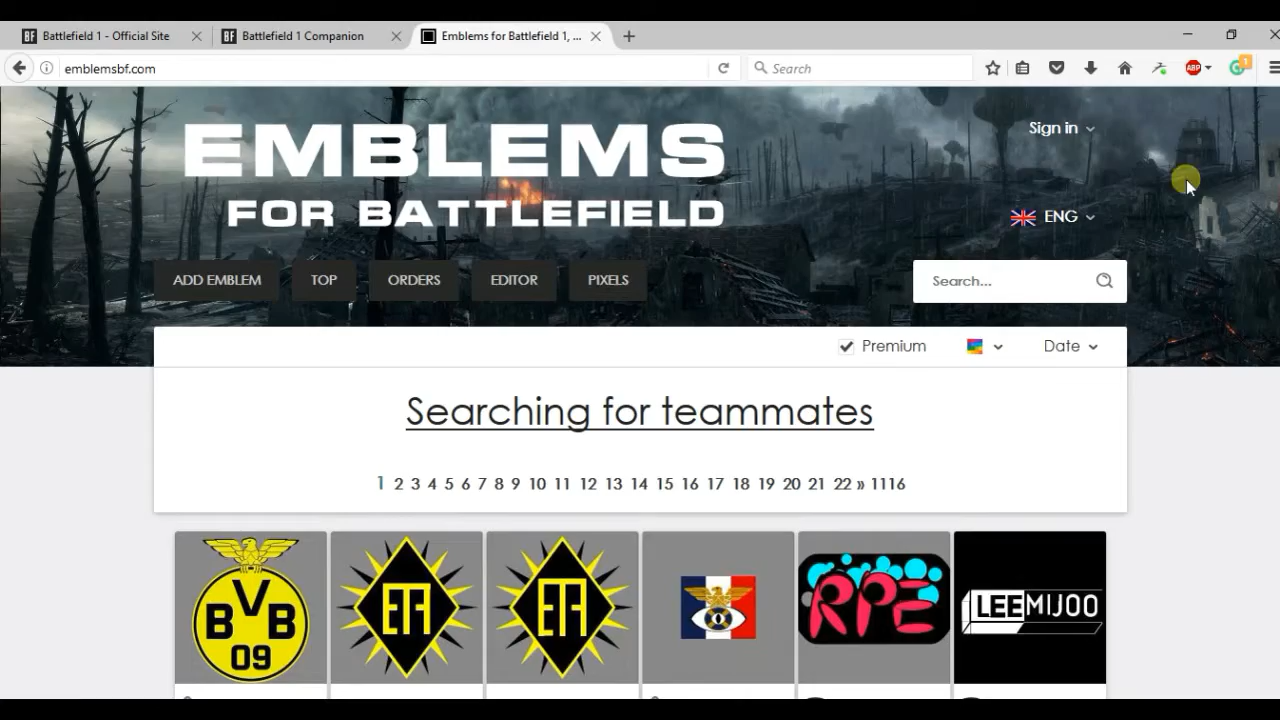 Battlefield 1 - Official Site
Battlefield 1 Companion
Emblems for Battlefield 1, ...
emblemsbf.com
Search
ABP
1
EMBLEMS
FOR BATTLEFIELD
Sign in
ENG
ADD EMBLEM TOP ORDERS EDITOR PIXELS
Search...
Premium
Date
Searching for teammates
1 2 3 4 5 6 7 8 9 10 11 12 13 14 15 16 17 18 19 20 21 22 » 1116
BVB
09
RPE
LEEMIJOO